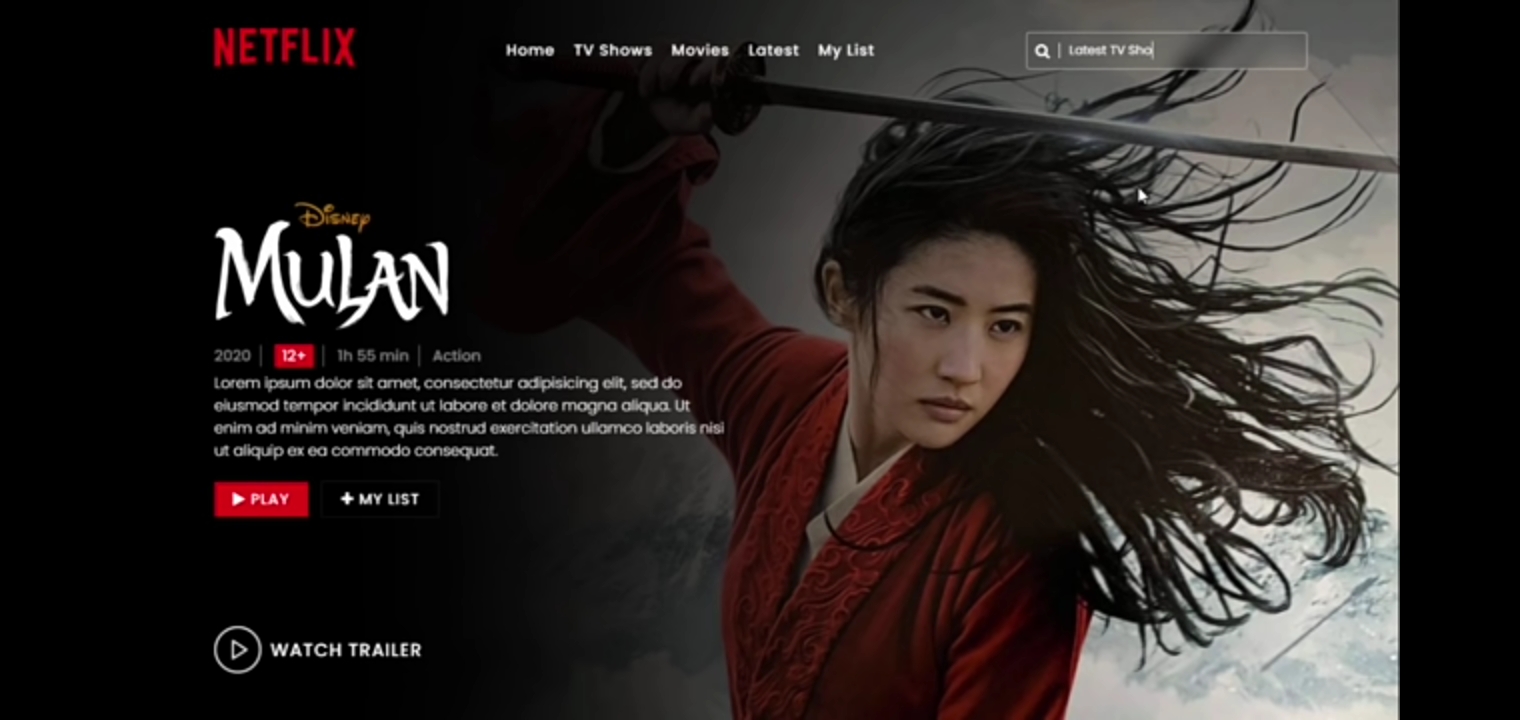 NETFLIX
Home TV Shows Movies Latest My List
Latest TV Sho
Disney
MULAN
2020 | 12+ | 1h 55 min | Action
Lorem ipsum dolor sit amet, consectetur adipisicing elit, sed do
eiusmod tempor incididunt ut labore et dolore magna aliqua. Ut
enim ad minim veniam, quis nostrud exercitation ullamco laboris nisi
ut aliquip ex ea commodo consequat.
PLAY MY LIST
WATCH TRAILER